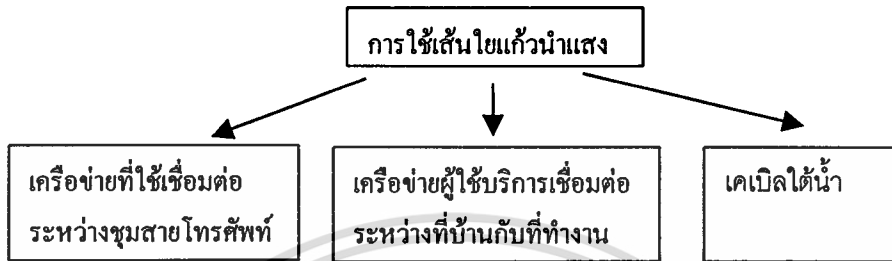 การใช้เส้นใยแก้วนำแสง
เครือข่ายที่ใช้เชื่อมต่อ
ระหว่างชุมสายโทรศัพท์
เครือข่ายผู้ใช้บริการเชื่อมต่อ
ระหว่างที่บ้านกับที่ทำงาน
เคเบิลใต้น้ำ